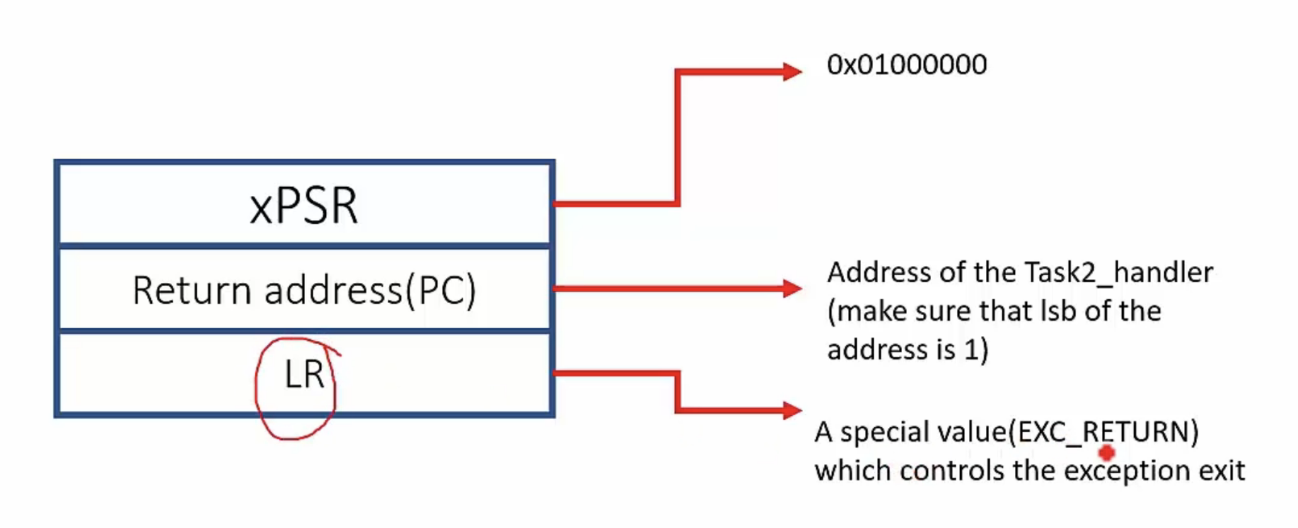 0x01000000
xPSR
Return address(PC)
Address of the Task2_handler
(make sure that lsb of the
address is 1)
LR
A special value(EXC_RETURN)
which controls the exception exit